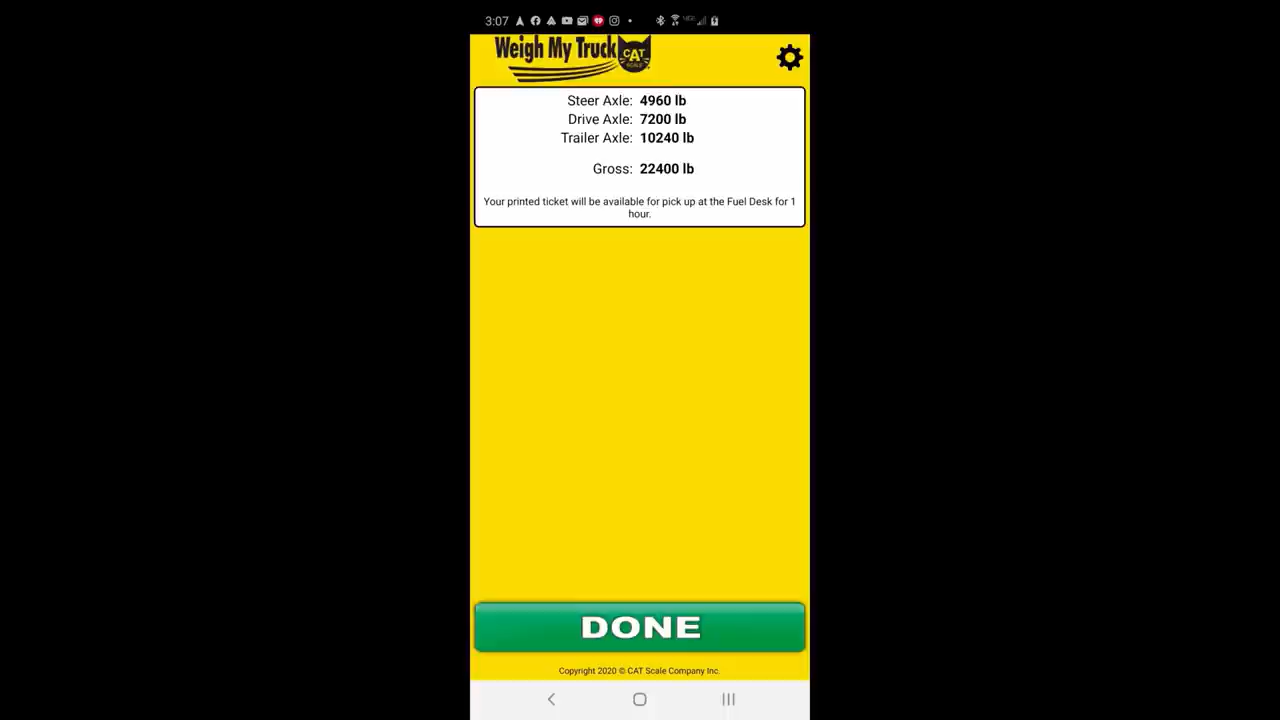 3:07
Weigh My Truck
CAT
SCALE
Steer Axle: 4960 lb
Drive Axle: 7200 lb
Trailer Axle: 10240 lb
Gross: 22400 lb
Your printed ticket will be available for pick up at the Fuel Desk for 1
hour.
DONE
Copyright 2020 © CAT Scale Company Inc.